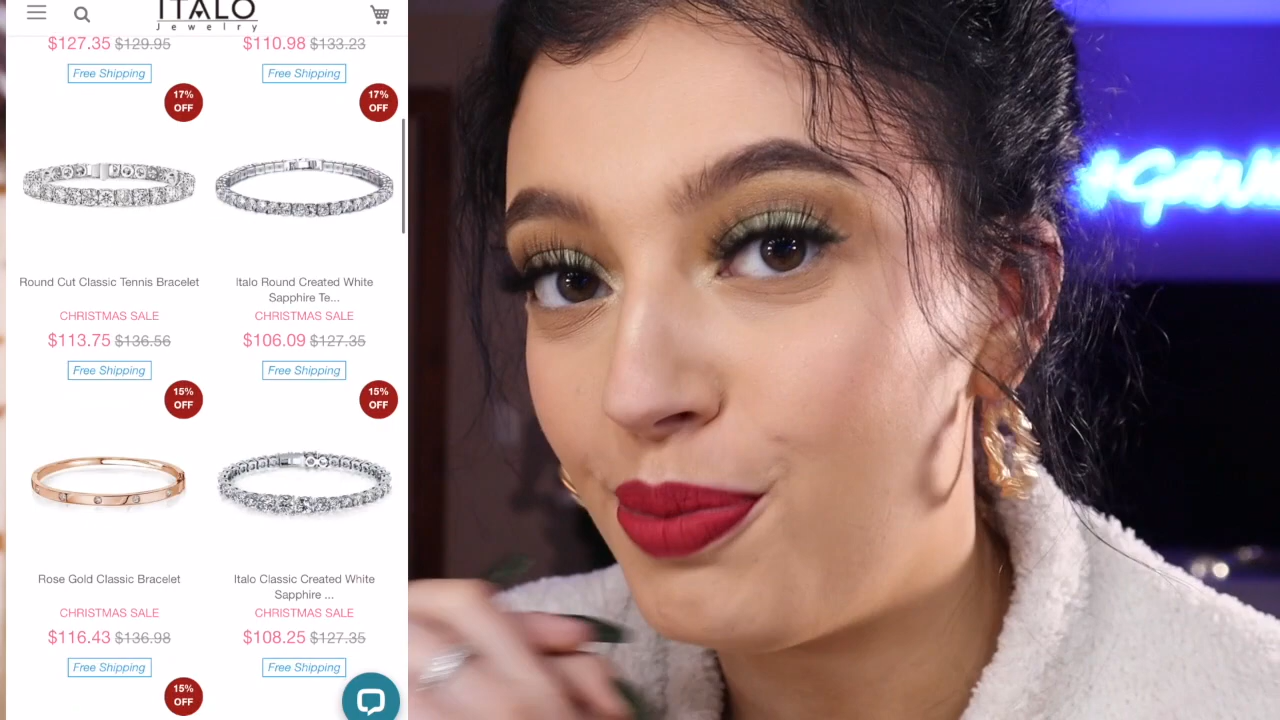 ITALO
Jewelry
$127.35 $129.95
$110.98 $133.23
Free Shipping
Free Shipping
17%
OFF
17%
OFF
Round Cut Classic Tennis Bracelet
CHRISTMAS SALE
$113.75 $136.56
Free Shipping
Italo Round Created White
Sapphire Te...
CHRISTMAS SALE
$106.09 $127.35
Free Shipping
15%
OFF
15%
OFF
Rose Gold Classic Bracelet
CHRISTMAS SALE
$116.43 $136.98
Free Shipping
Italo Classic Created White
Sapphire ...
CHRISTMAS SALE
$108.25 $127.35
Free Shipping
15%
OFF